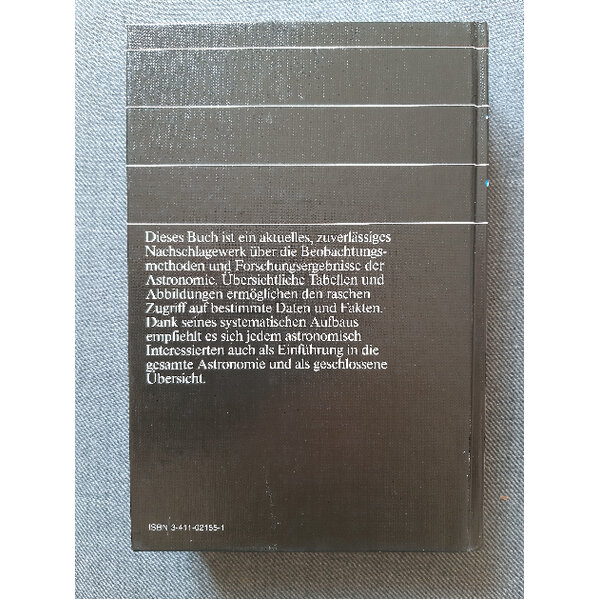 Dieses Buch ist ein aktuelles, zuverlässiges
Nachschlagewerk über die Beobachtungs-
methoden und Forschungsergebnisse der
Astronomie. Übersichtliche Tabellen und
Abbildungen ermöglichen den raschen
Zugriff auf bestimmte Daten und Fakten.
Dank seines systematischen Aufbaus
empfiehlt es sich jedem astronomisch
Interessierten auch als Einführung in die
gesamte Astronomie und als geschlossene
Übersicht.
ISBN 3-411-02155-1